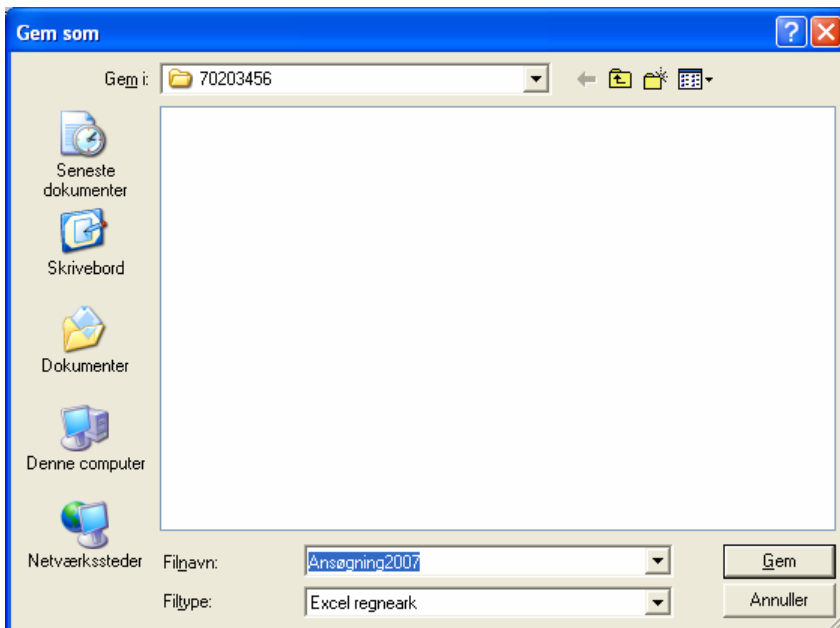 Gem som
Gem i:
70203456
Seneste
dokumenter
Skrivebord
Dokumenter
Denne computer
Netværkssteder
Filnavn:
Ansøgning2007
Gem
Filtype:
Excel regneark
Annuller